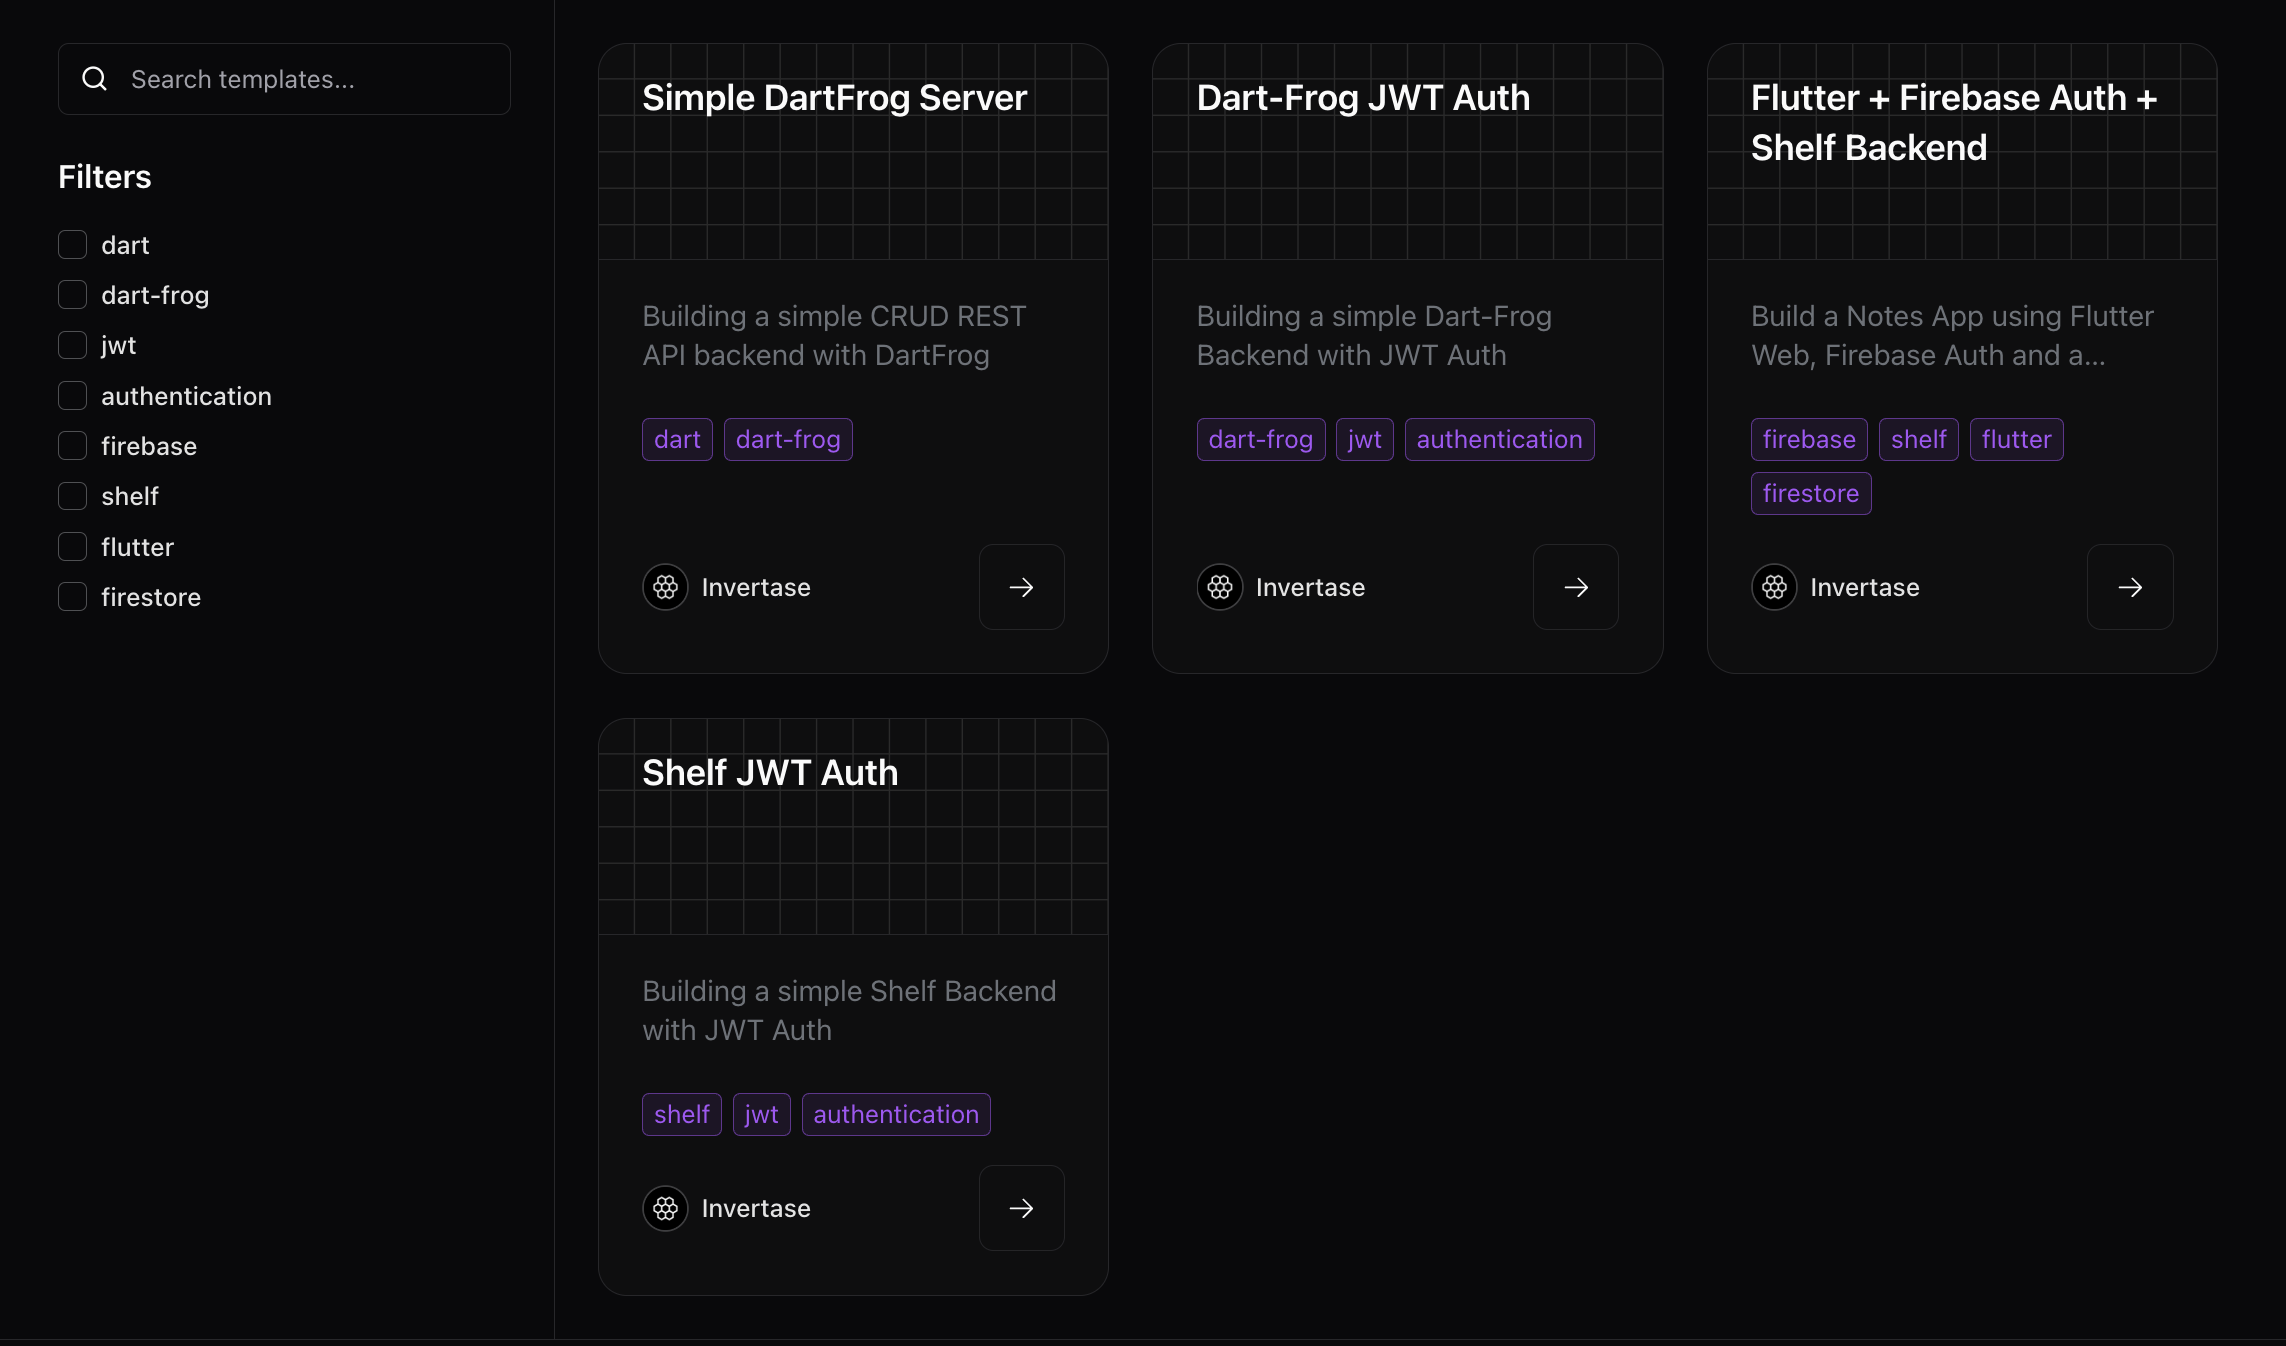 Search templates...
Filters
dart
dart-frog
jwt
authentication
firebase
shelf
flutter
firestore
Simple DartFrog Server
Building a simple CRUD REST
API backend with DartFrog
dart dart-frog
Invertase
Dart-Frog JWT Auth
Building a simple Dart-Frog
Backend with JWT Auth
dart-frog jwt authentication
Invertase
Flutter + Firebase Auth +
Shelf Backend
Build a Notes App using Flutter
Web, Firebase Auth and a...
firebase shelf flutter
firestore
Invertase
Shelf JWT Auth
Building a simple Shelf Backend
with JWT Auth
shelf jwt authentication
Invertase